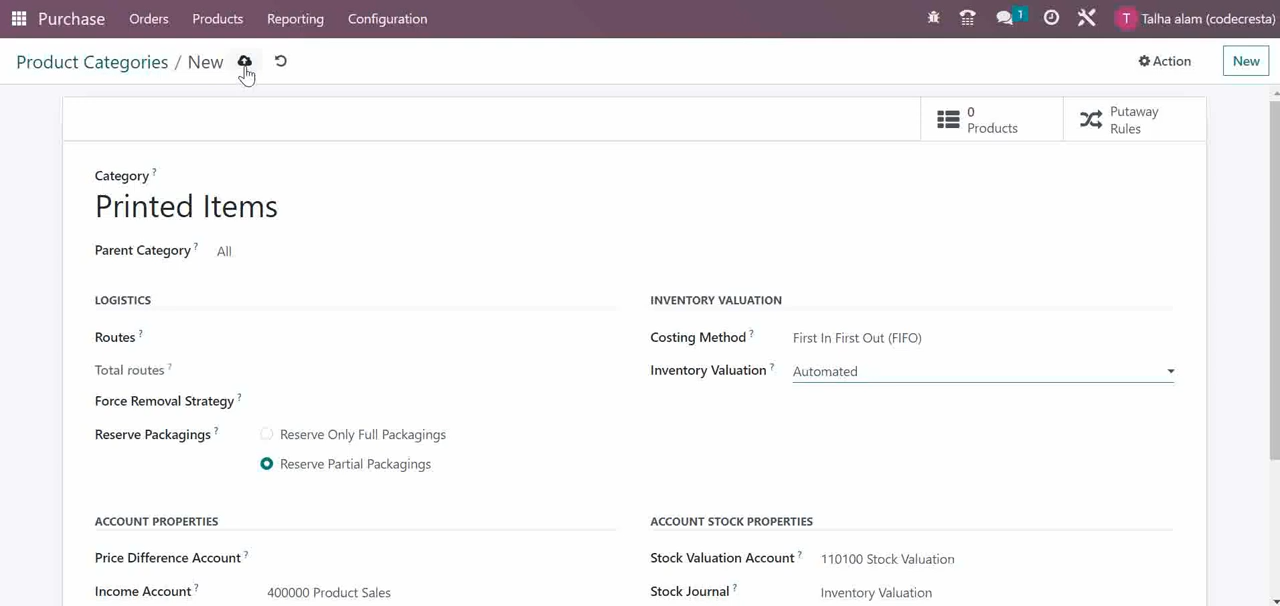 Purchase Orders Products Reporting Configuration 1 T Talha alam (codecresta)
Product Categories / New Action New
0 Products
Putaway Rules
Category ?
Printed Items
Parent Category ? All
LOGISTICS
Routes ?
Total routes ?
Force Removal Strategy ?
Reserve Packagings ? Reserve Only Full Packagings
Reserve Partial Packagings
INVENTORY VALUATION
Costing Method ? First In First Out (FIFO)
Inventory Valuation ? Automated
ACCOUNT PROPERTIES
Price Difference Account ?
Income Account ? 400000 Product Sales
ACCOUNT STOCK PROPERTIES
Stock Valuation Account ? 110100 Stock Valuation
Stock Journal ? Inventory Valuation